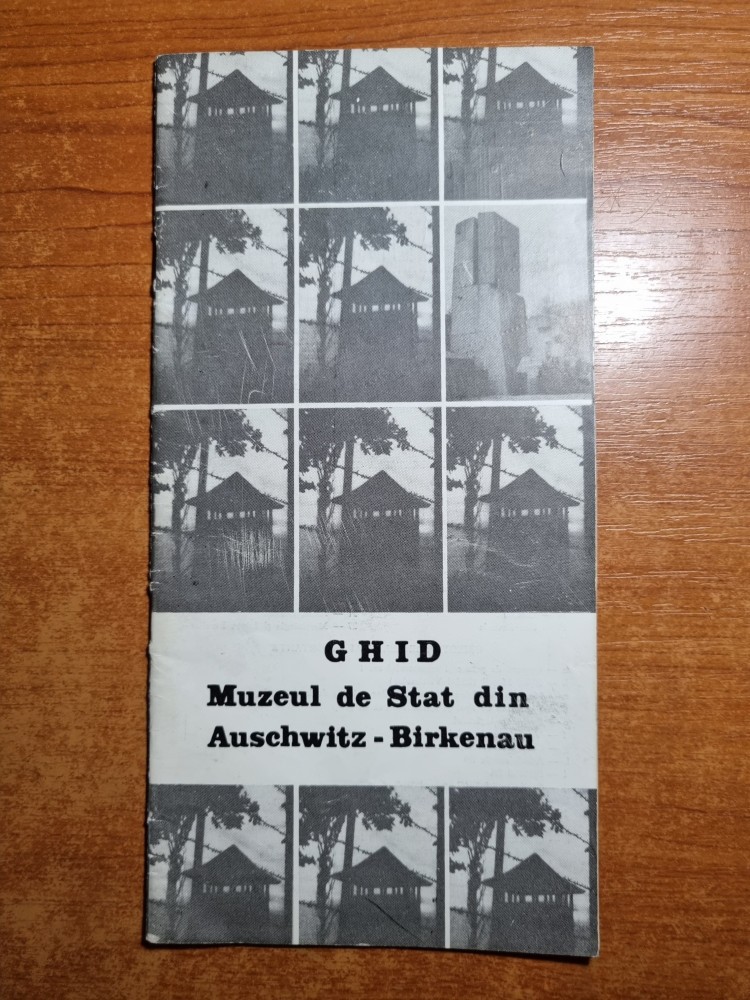 GHID
Muzeul de Stat din
Auschwitz - Birkenau